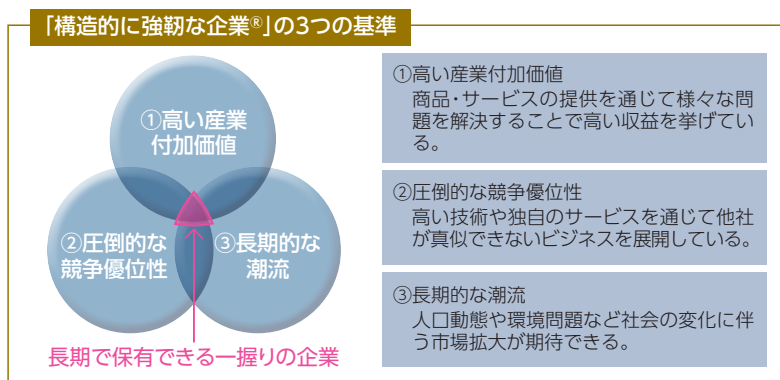 「構造的に強靭な企業®」の3つの基準
①高い産業
付加価値
②圧倒的な
競争優位性
③長期的な
潮流
長期で保有できる一握りの企業
①高い産業付加価値
商品・サービスの提供を通じて様々な問
題を解決することで高い収益を挙げてい
る。
②圧倒的な競争優位性
高い技術や独自のサービスを通じて他社
が真似できないビジネスを展開している。
③長期的な潮流
人口動態や環境問題など社会の変化に伴
う市場拡大が期待できる。